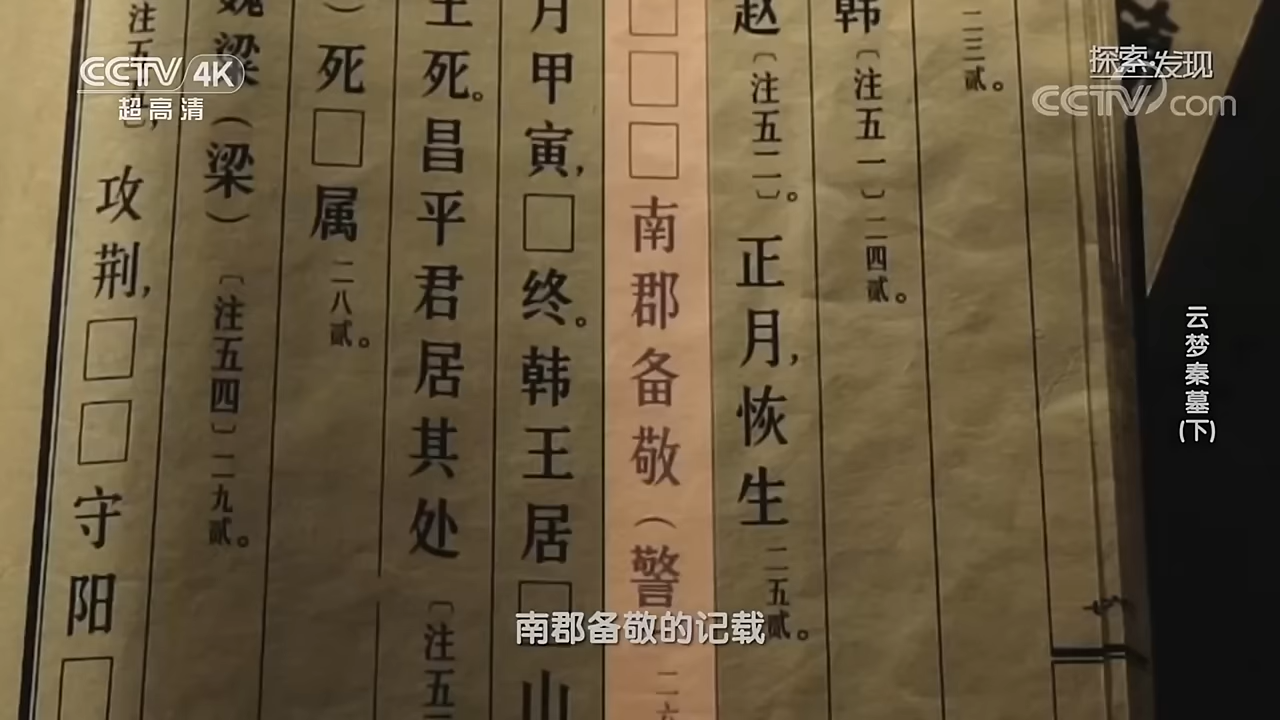 CCTV 4K
超高清
探索·发现
CCTV.com
云梦秦墓(下)
二三贰。
韩〔注五一〕二四贰。
赵〔注五二〕。正月,恢生二五贰。
□□□南郡备敬（警
月甲寅,□终。韩王居□山
王死。昌平君居其处〔注五
）死□属二八贰。
梁（梁）〔注五四〕二九贰。
攻荆,□□守阳□
南郡备敬的记载